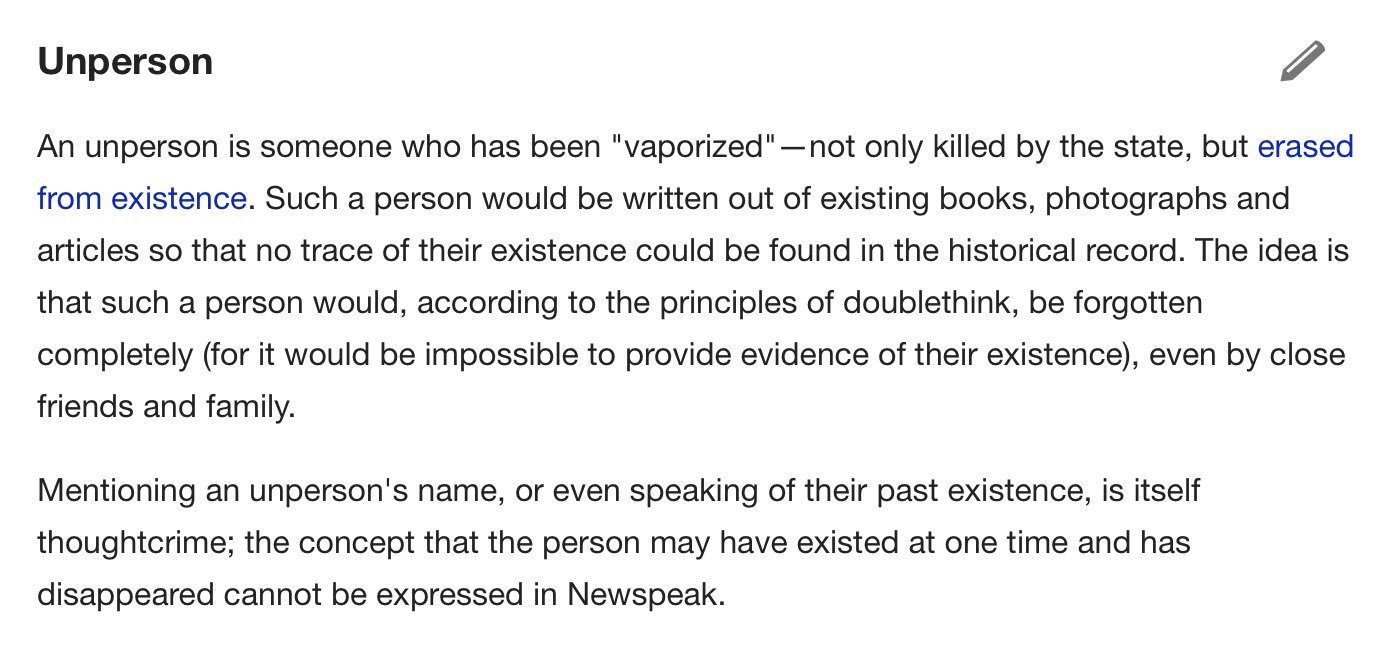 Unperson
An unperson is someone who has been "vaporized"—not only killed by the state, but erased
from existence. Such a person would be written out of existing books, photographs and
articles so that no trace of their existence could be found in the historical record. The idea is
that such a person would, according to the principles of doublethink, be forgotten
completely (for it would be impossible to provide evidence of their existence), even by close
friends and family.
Mentioning an unperson's name, or even speaking of their past existence, is itself
thoughtcrime; the concept that the person may have existed at one time and has
disappeared cannot be expressed in Newspeak.